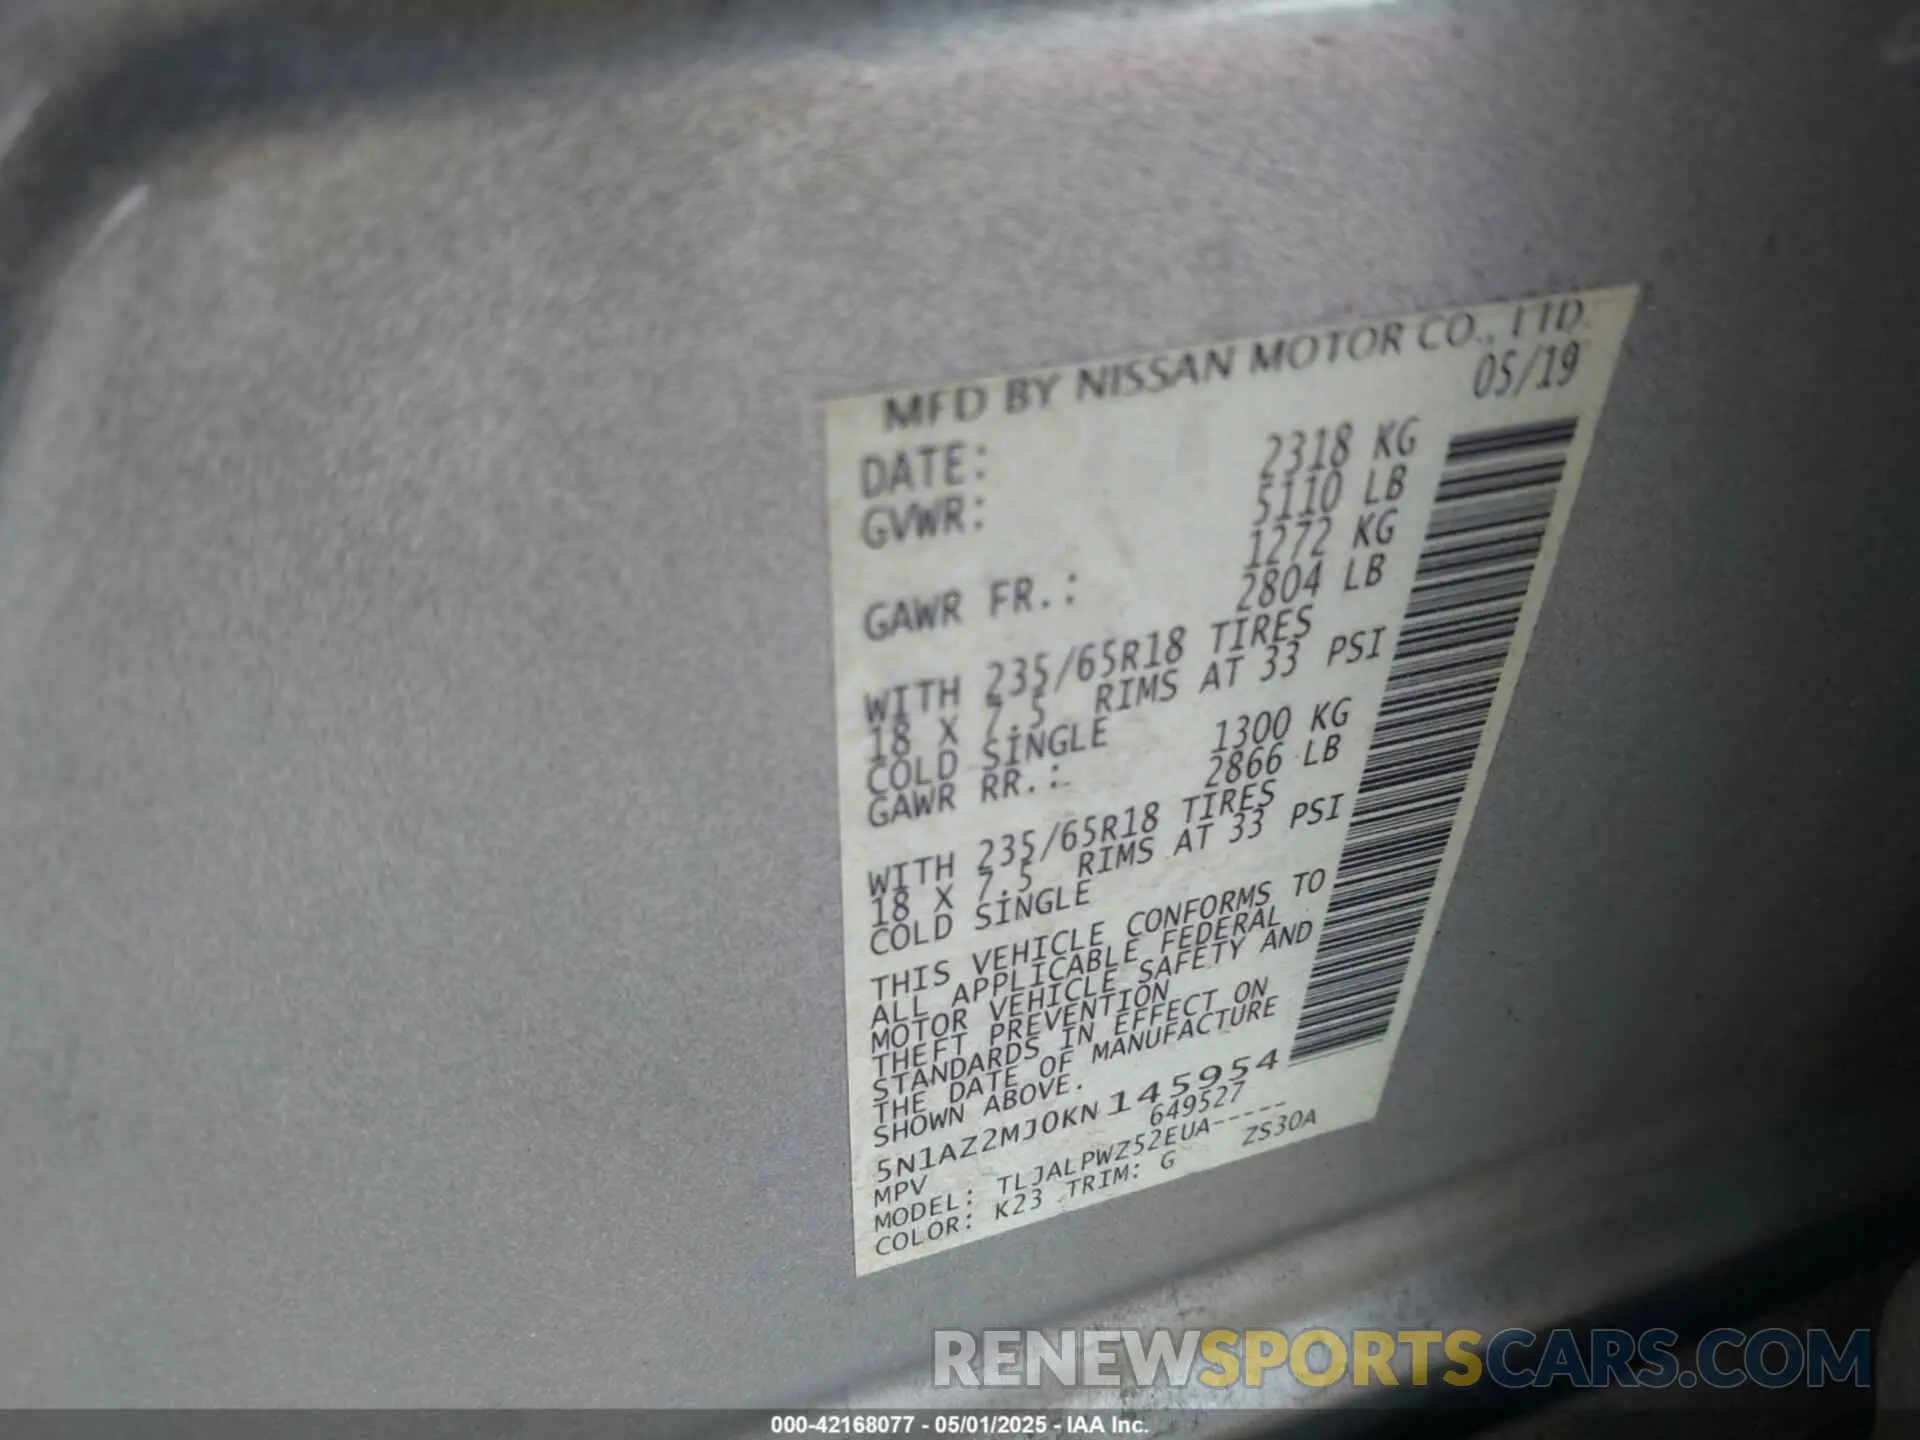 MFD BY NISSAN MOTOR CO., LTD.
DATE: 05/19
GVWR: 2318 KG
5110 LB
GAWR FR.: 1272 KG
2804 LB
WITH 235/65R18 TIRES
18 X 7.5 RIMS AT 33 PSI
COLD SINGLE
GAWR RR.: 1300 KG
2866 LB
WITH 235/65R18 TIRES
18 X 7.5 RIMS AT 33 PSI
COLD SINGLE
THIS VEHICLE CONFORMS TO
ALL APPLICABLE FEDERAL
MOTOR VEHICLE SAFETY AND
THEFT PREVENTION
STANDARDS IN EFFECT ON
THE DATE OF MANUFACTURE
SHOWN ABOVE.
5N1AZ2MJ0KN145954
MPV 649527
MODEL: TLJALPWZ52EUA-----
COLOR: K23 TRIM: G ZS30A
RENEWSPORTSCARS.COM
000-42168077 - 05/01/2025 - IAA Inc.